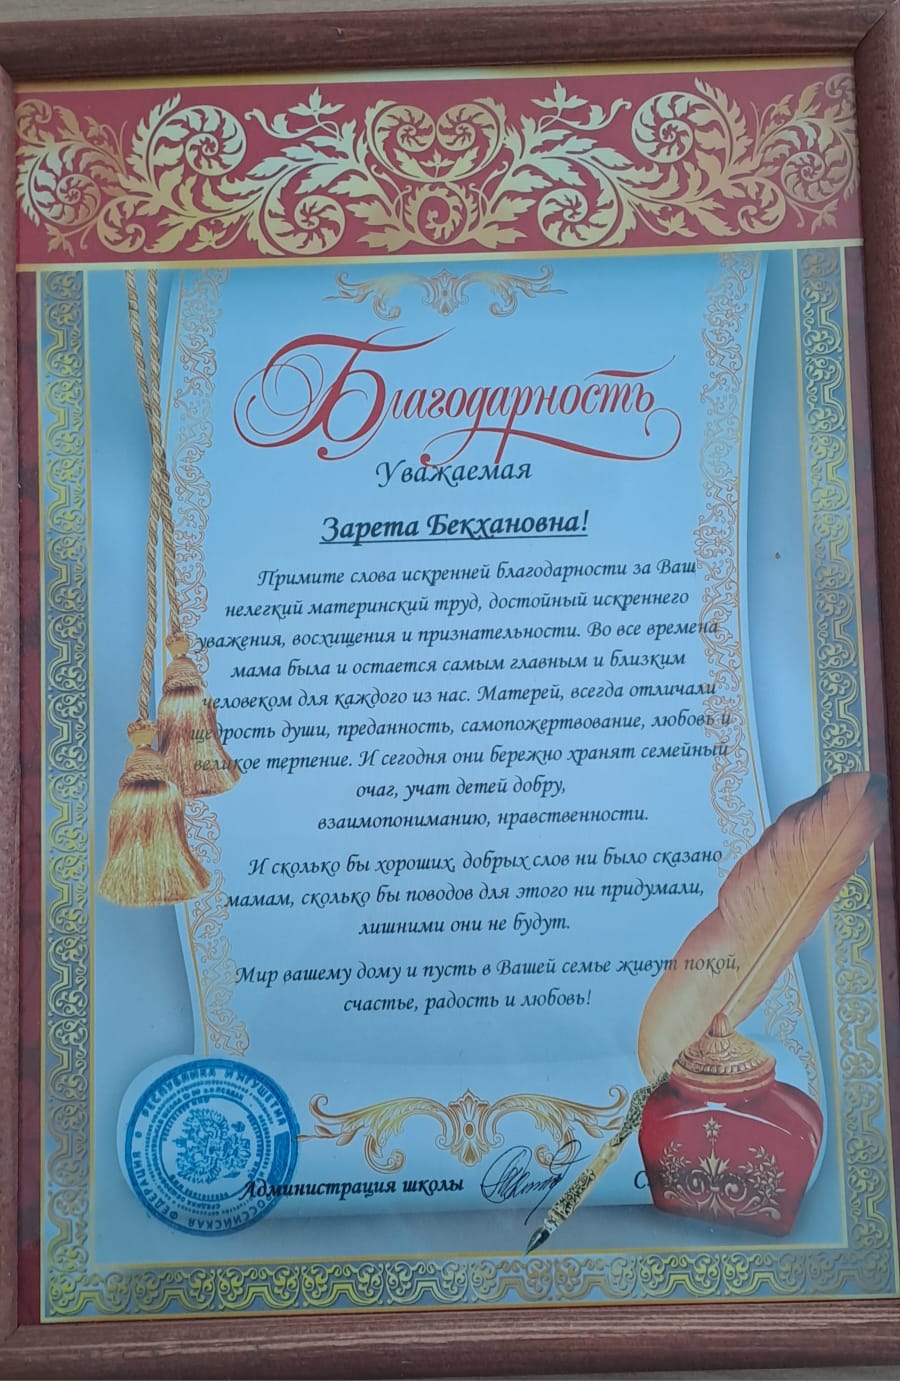 Благодарность
Уважаемая
Зарета Бекхановна!
Примите слова искренней благодарности за Ваш
нелегкий материнский труд, достойный искреннего
уважения, восхищения и признательности. Во все времена
мама была и остается самым главным и близким
человеком для каждого из нас. Матерей, всегда отличали
щедрость души, преданность, самопожертвование, любовь и
великое терпение. И сегодня они бережно хранят семейный
очаг, учат детей добру,
взаимопониманию, нравственности.
И сколько бы хороших, добрых слов ни было сказано
мамам, сколько бы поводов для этого ни придумали,
лишними они не будут.
Мир вашему дому и пусть в Вашей семье живут покой,
счастье, радость и любовь!
РОССИЙСКАЯ ФЕДЕРАЦИЯ РЕСПУБЛИКА ИНГУШЕТИЯ
Администрация школы